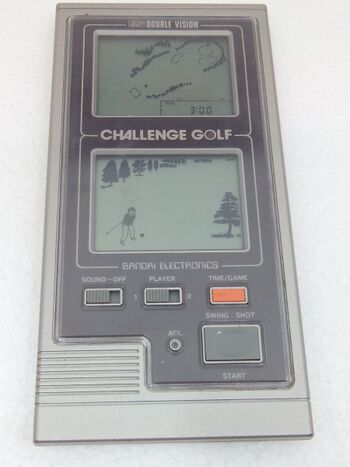 DOUBLE VISION
TIME
3:00
CHALLENGE GOLF
BANDAI ELECTRONICS
SOUND-OFF
PLAYER
TIME/GAME
1
2
SWING SHOT
ACL
START